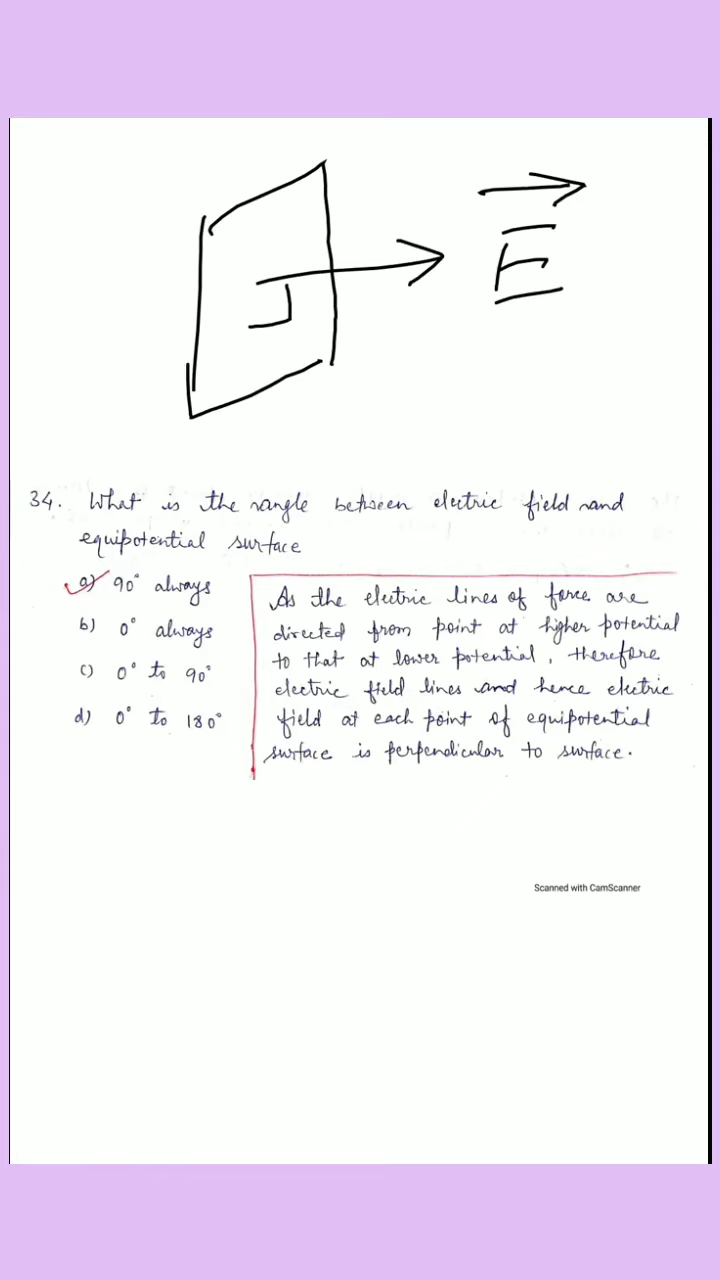 E
34. What is the angle between electric field and
equipotential surface
a) 90° always
b) 0° always
c) 0° to 90°
d) 0° to 180°
As the electric lines of force are
directed from point at higher potential
to that at lower potential, therefore
electric field lines and hence electric
field at each point of equipotential
surface is perpendicular to surface.
Scanned with CamScanner